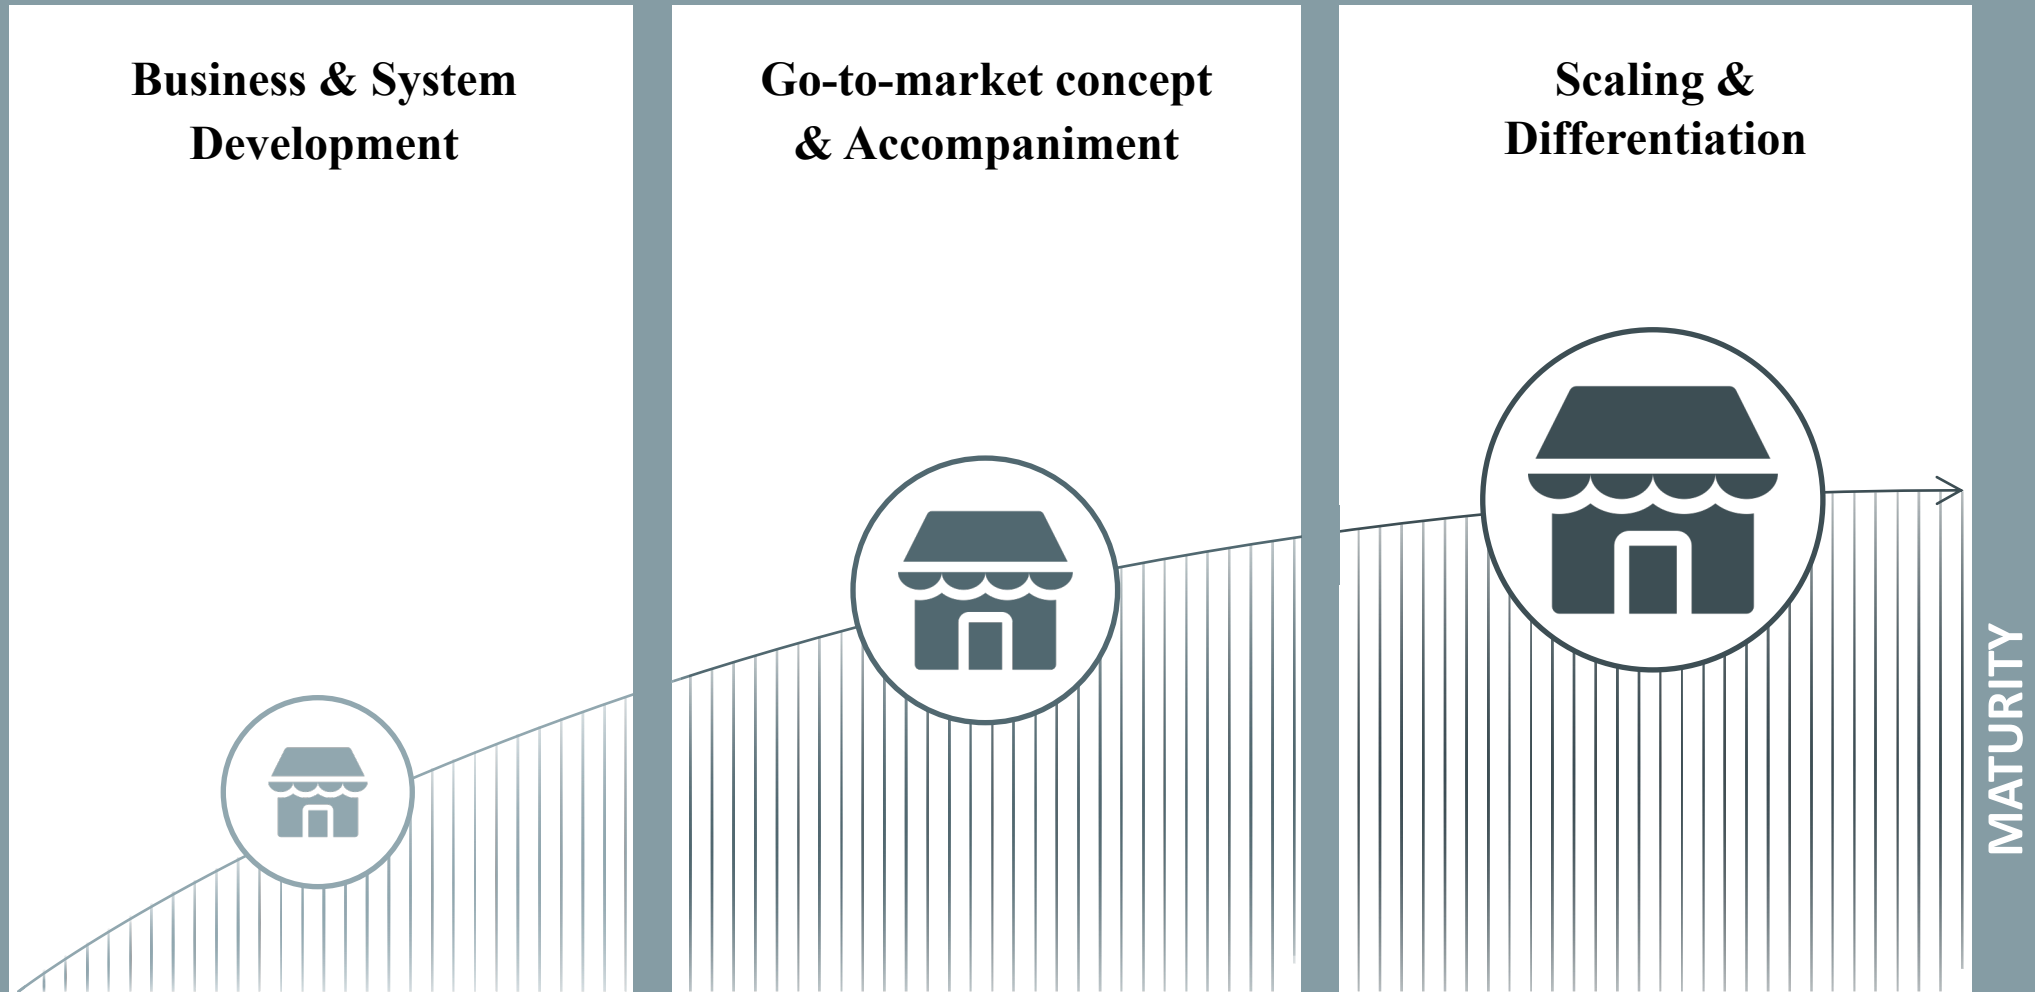 Business & System
Development
Go-to-market concept
& Accompaniment
Scaling &
Differentiation
MATURITY